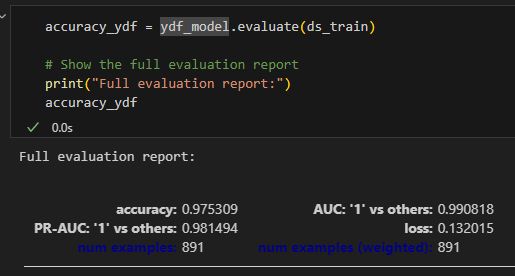 accuracy_ydf = ydf_model.evaluate(ds_train)
# Show the full evaluation report
print("Full evaluation report:")
accuracy_ydf
0.0s
Full evaluation report:
accuracy: 0.975309 AUC: '1' vs others: 0.990818
PR-AUC: '1' vs others: 0.981494 loss: 0.132015
num examples: 891 num examples (weighted): 891